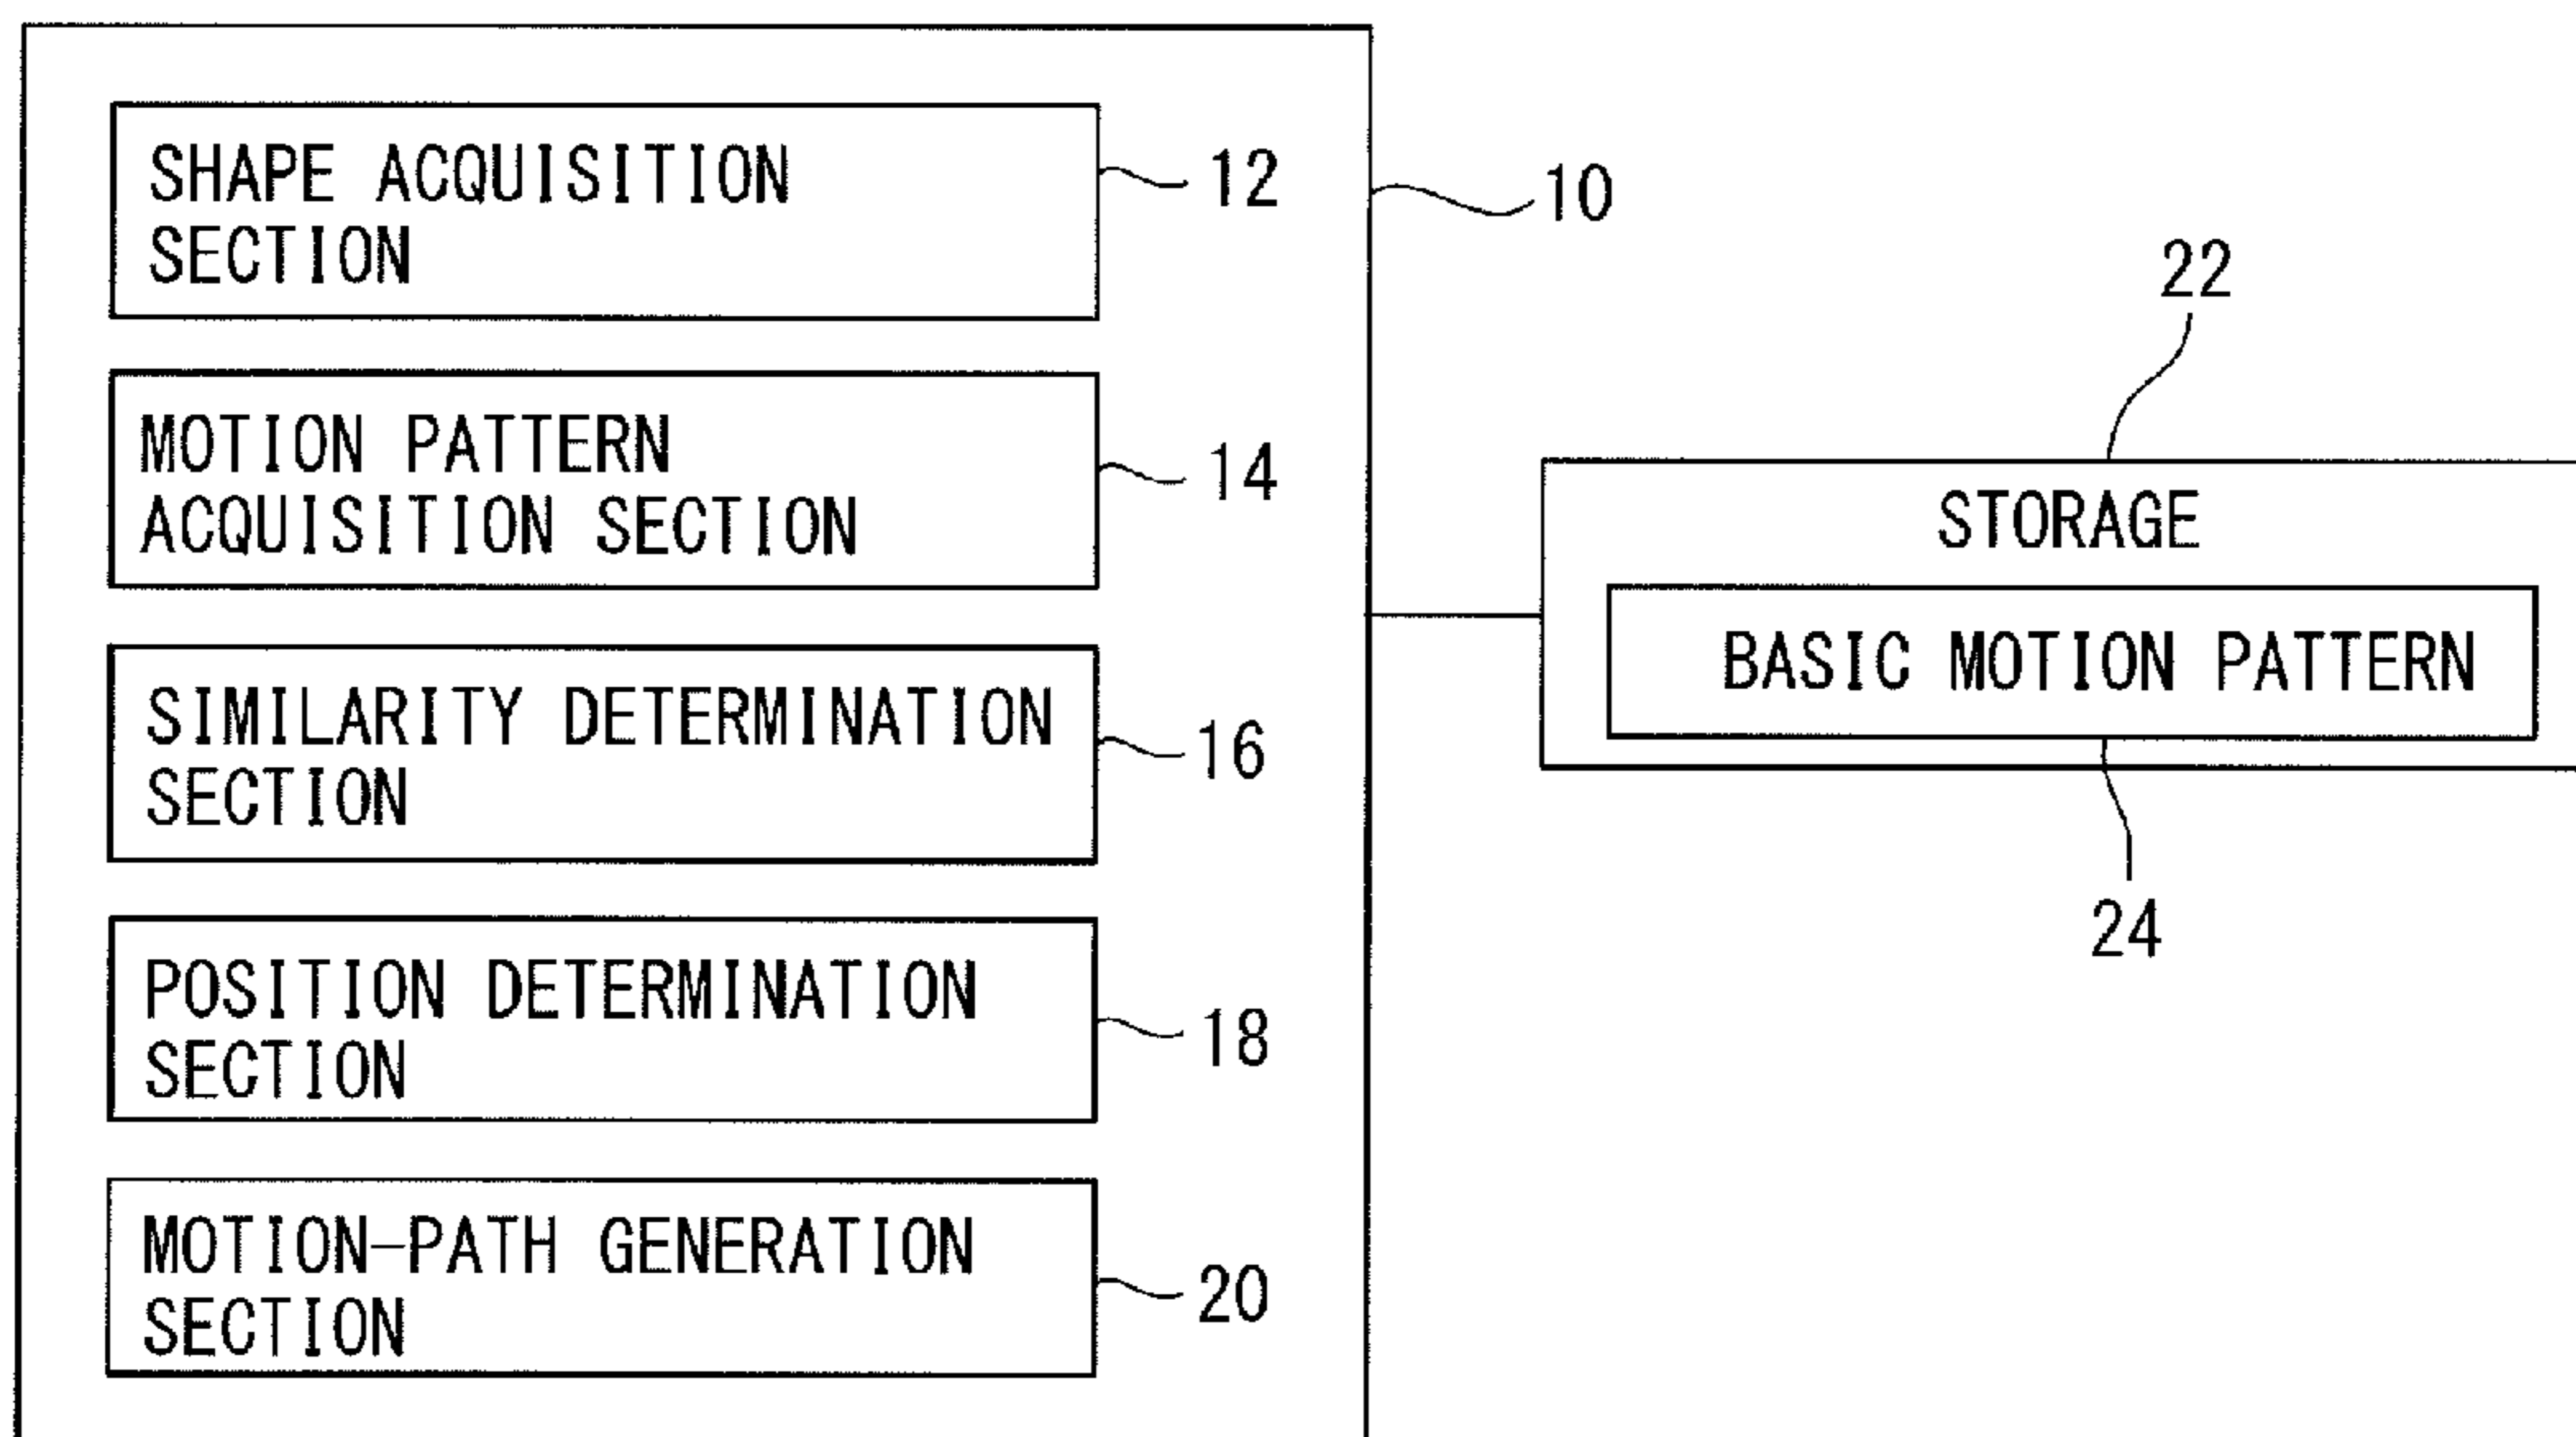 SHAPE ACQUISITION
SECTION
12
10
MOTION PATTERN
ACQUISITION SECTION
14
SIMILARITY DETERMINATION
SECTION
16
POSITION DETERMINATION
SECTION
18
MOTION-PATH GENERATION
SECTION
20
22
STORAGE
BASIC MOTION PATTERN
24